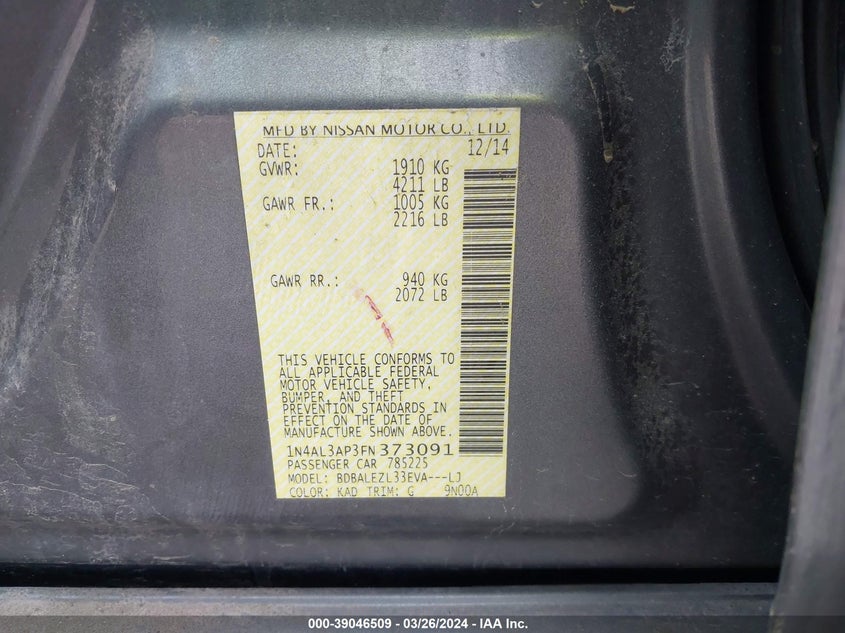 MFD BY NISSAN MOTOR CO., LTD.
DATE: 12/14
GVWR: 1910 KG
4211 LB
GAWR FR.: 1005 KG
2216 LB
GAWR RR.: 940 KG
2072 LB
THIS VEHICLE CONFORMS TO
ALL APPLICABLE FEDERAL
MOTOR VEHICLE SAFETY,
BUMPER, AND THEFT
PREVENTION STANDARDS IN
EFFECT ON THE DATE OF
MANUFACTURE SHOWN ABOVE.
1N4AL3AP3FN373091
PASSENGER CAR 785225
MODEL: BDBALEZL33EVA---LJ
COLOR: KAD TRIM: G 9N00A
000-39046509 — 03/26/2024 — IAA Inc.